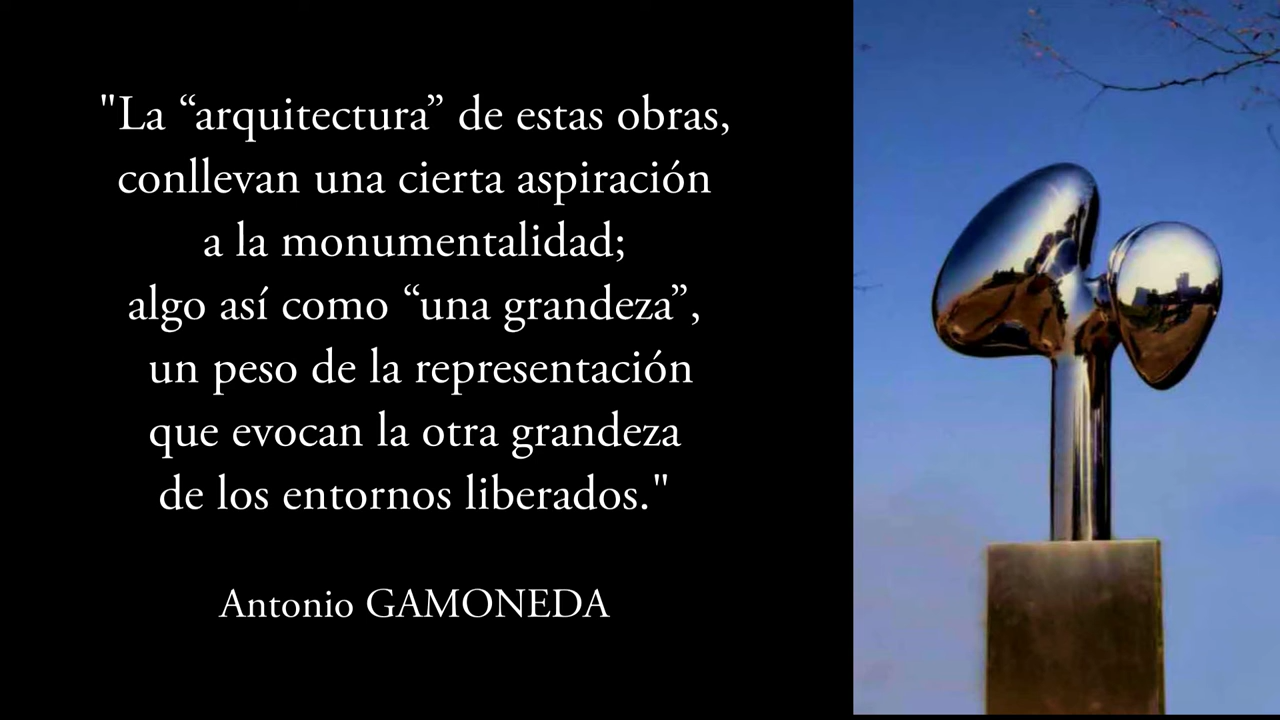 "La “arquitectura” de estas obras,
conllevan una cierta aspiración
a la monumentalidad;
algo así como “una grandeza”,
un peso de la representación
que evocan la otra grandeza
de los entornos liberados."
Antonio GAMONEDA